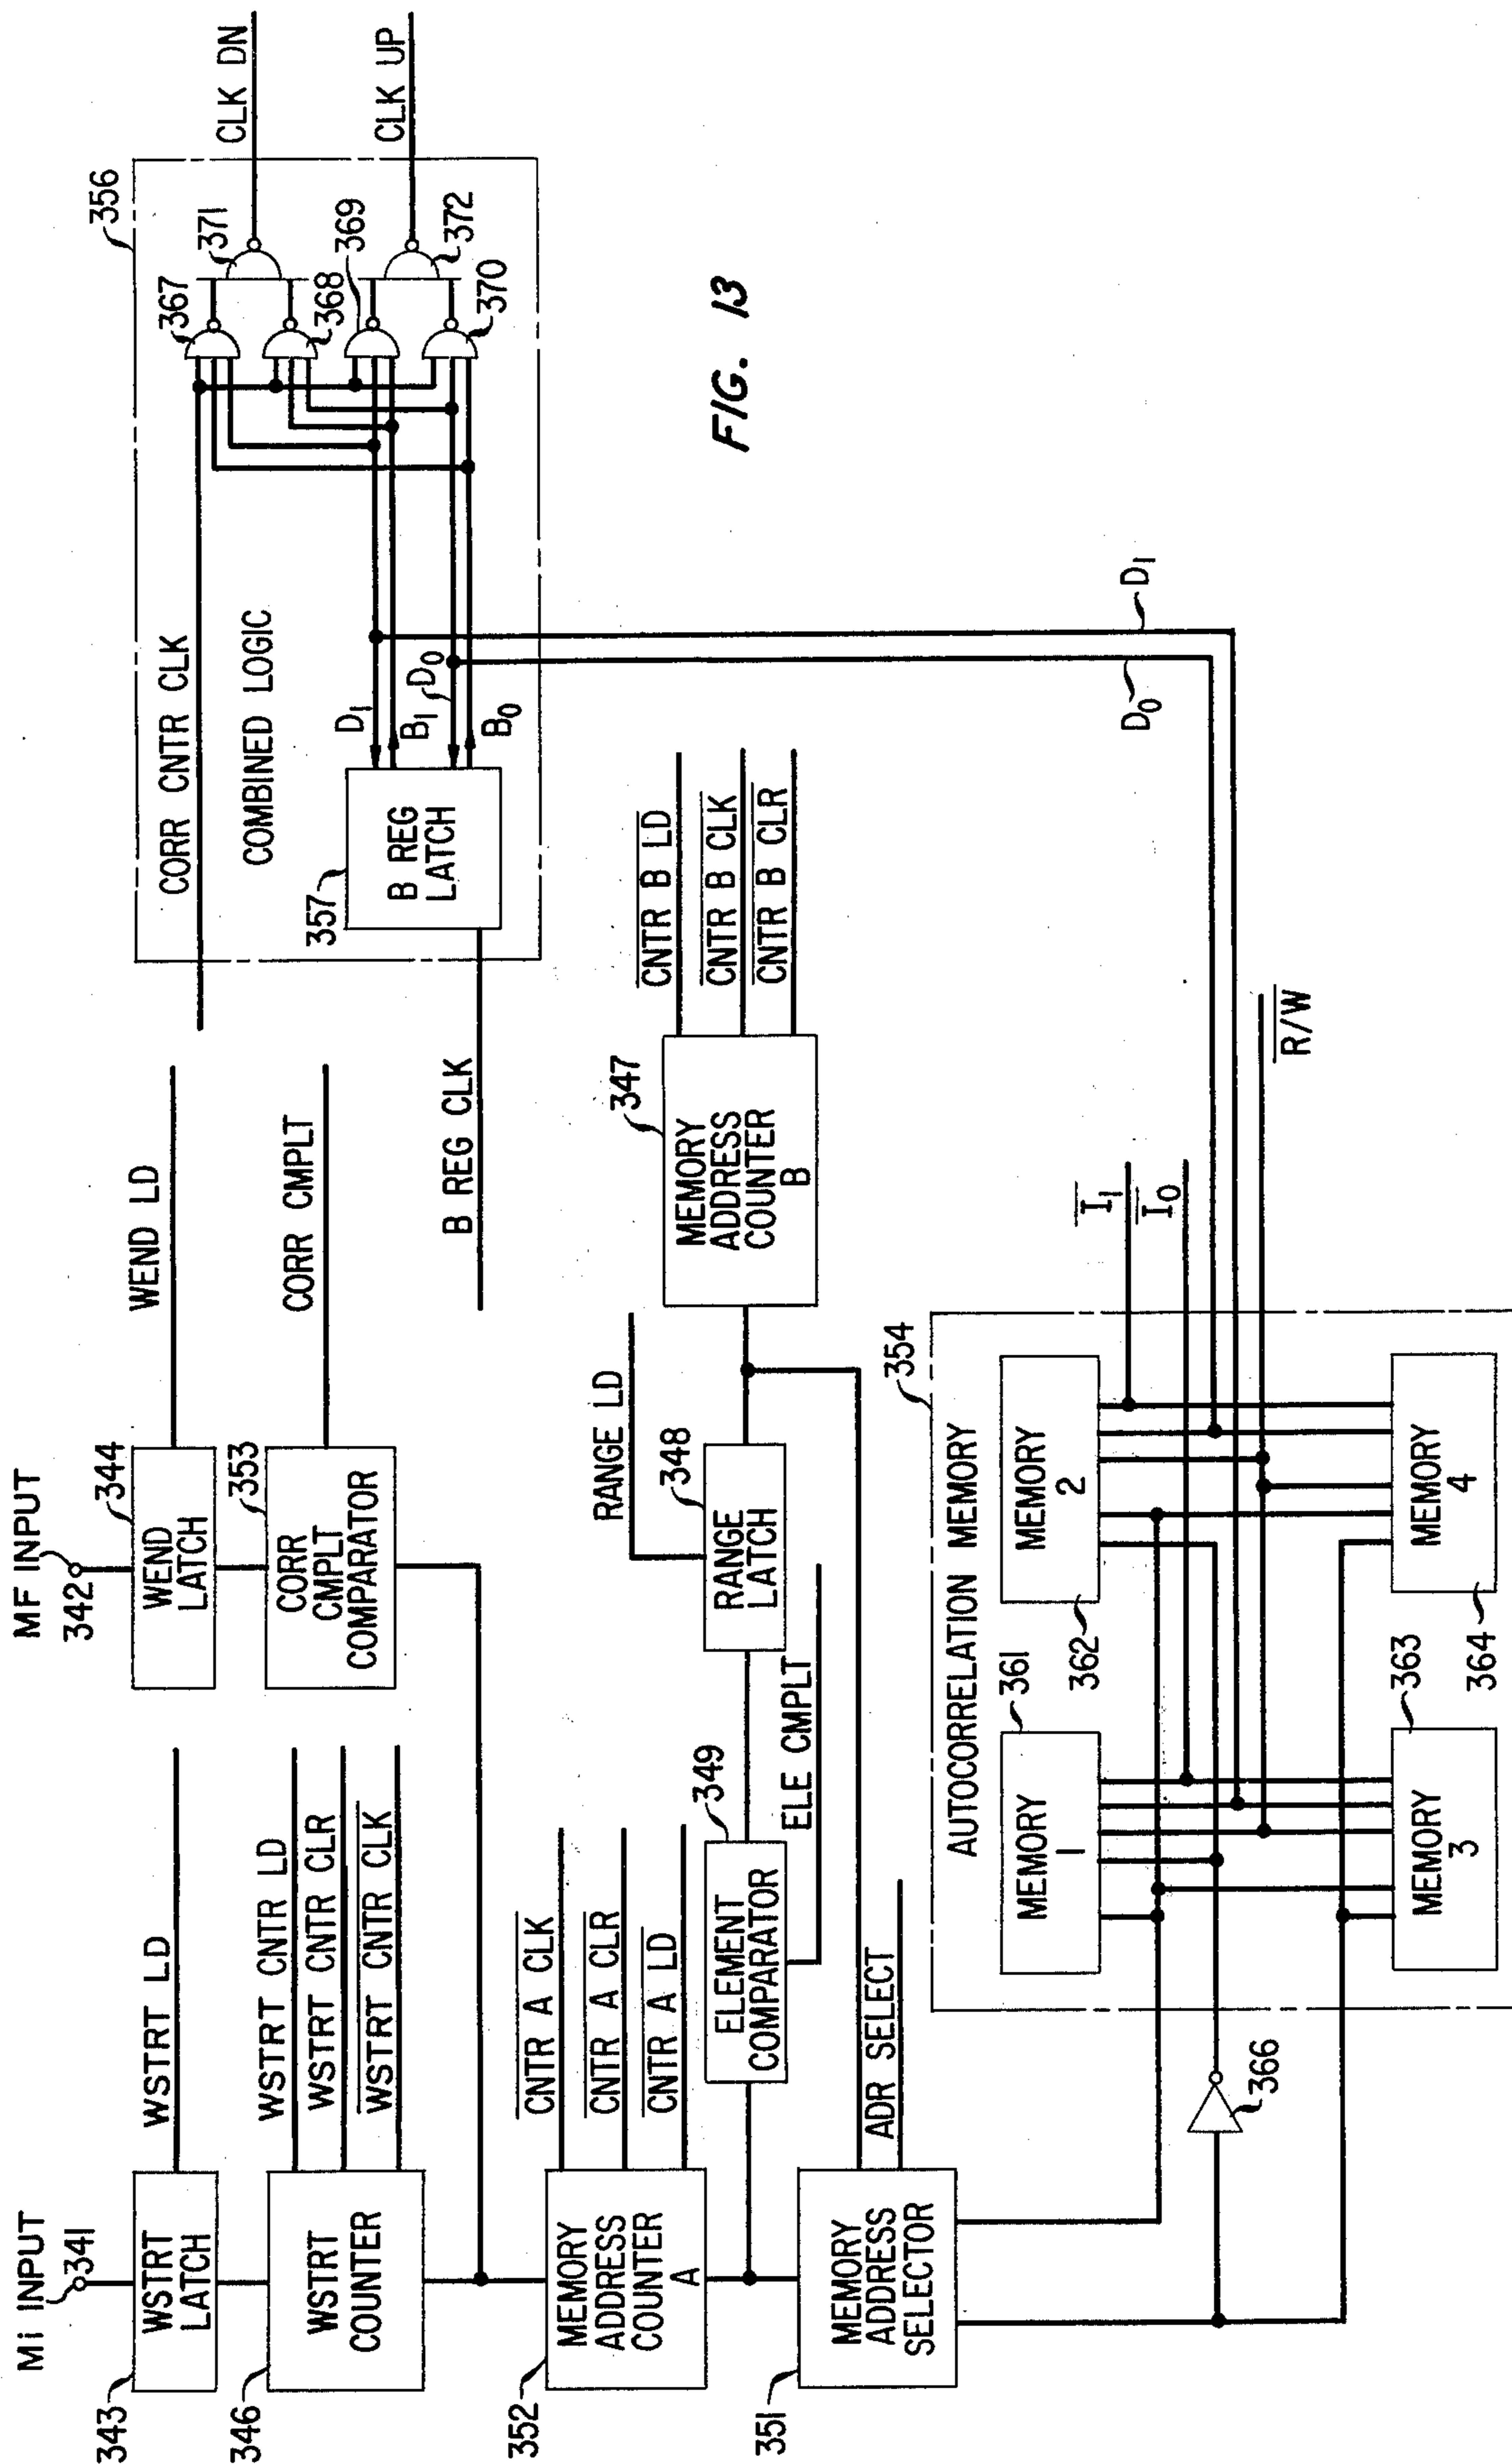 Mi INPUT
341
343
WSTRT
LATCH
WSTRT LD
346
WSTRT
COUNTER
WSTRT CNTR LD
WSTRT CNTR CLR
WSTRT CNTR CLK
MF INPUT
342
344
WEND
LATCH
WEND LD
353
CORR
CMPLT
COMPARATOR
CORR CMPLT
356
CORR CNTR CLK
COMBINED LOGIC
357
B REG
LATCH
B REG CLK
D1
B1
D0
B0
367
368
369
370
371
372
CLK DN
CLK UP
352
MEMORY
ADDRESS
COUNTER
A
CNTR A CLK
CNTR A CLR
CNTR A LD
349
ELEMENT
COMPARATOR
ELE CMPLT
348
RANGE
LATCH
RANGE LD
347
MEMORY
ADDRESS
COUNTER
B
CNTR B LD
CNTR B CLK
CNTR B CLR
351
MEMORY
ADDRESS
SELECTOR
ADR SELECT
FIG. 13
354
AUTOCORRELATION MEMORY
361
MEMORY
1
362
MEMORY
2
363
MEMORY
3
364
MEMORY
4
366
I1
I0
R/W
D0
D1